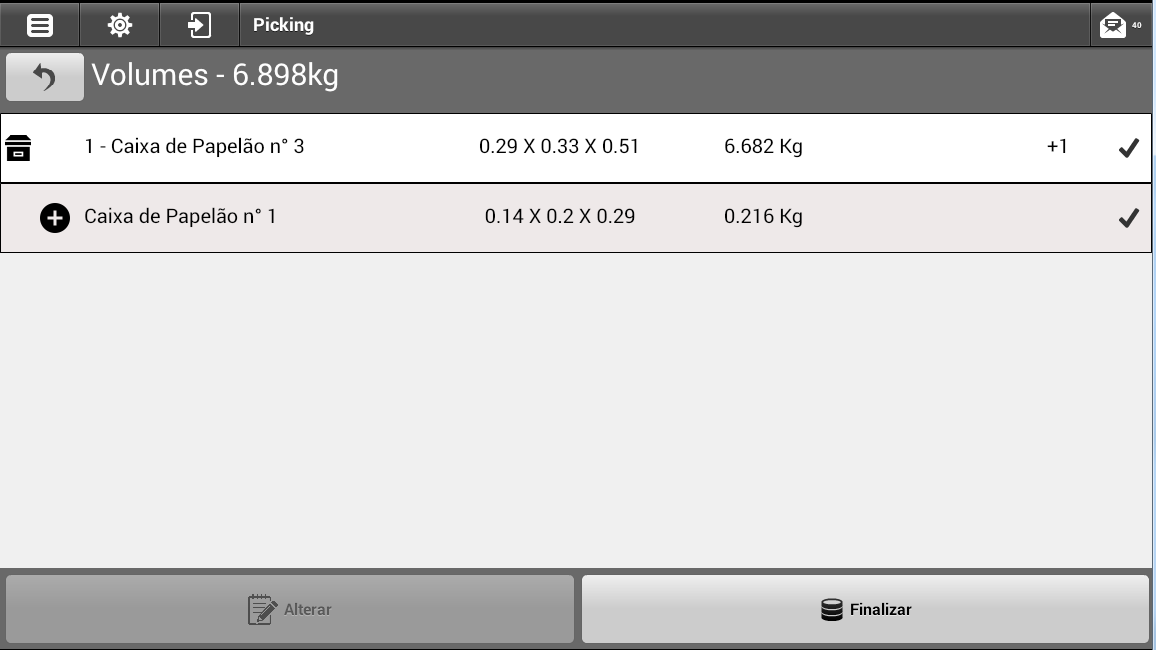 Picking
40
Volumes - 6.898kg
1 - Caixa de Papelão n° 3 0.29 X 0.33 X 0.51 6.682 Kg +1
Caixa de Papelão n° 1 0.14 X 0.2 X 0.29 0.216 Kg
Alterar
Finalizar